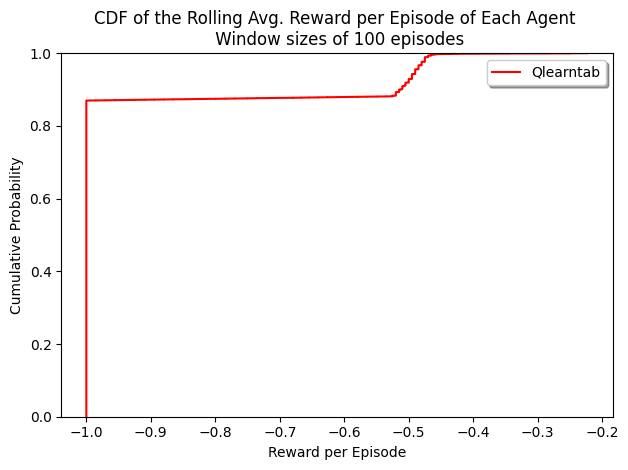 CDF of the Rolling Avg. Reward per Episode of Each Agent
Window sizes of 100 episodes
Qlearntab
1.0
0.8
0.6
0.4
0.2
0.0
Cumulative Probability
−1.0 −0.9 −0.8 −0.7 −0.6 −0.5 −0.4 −0.3 −0.2
Reward per Episode